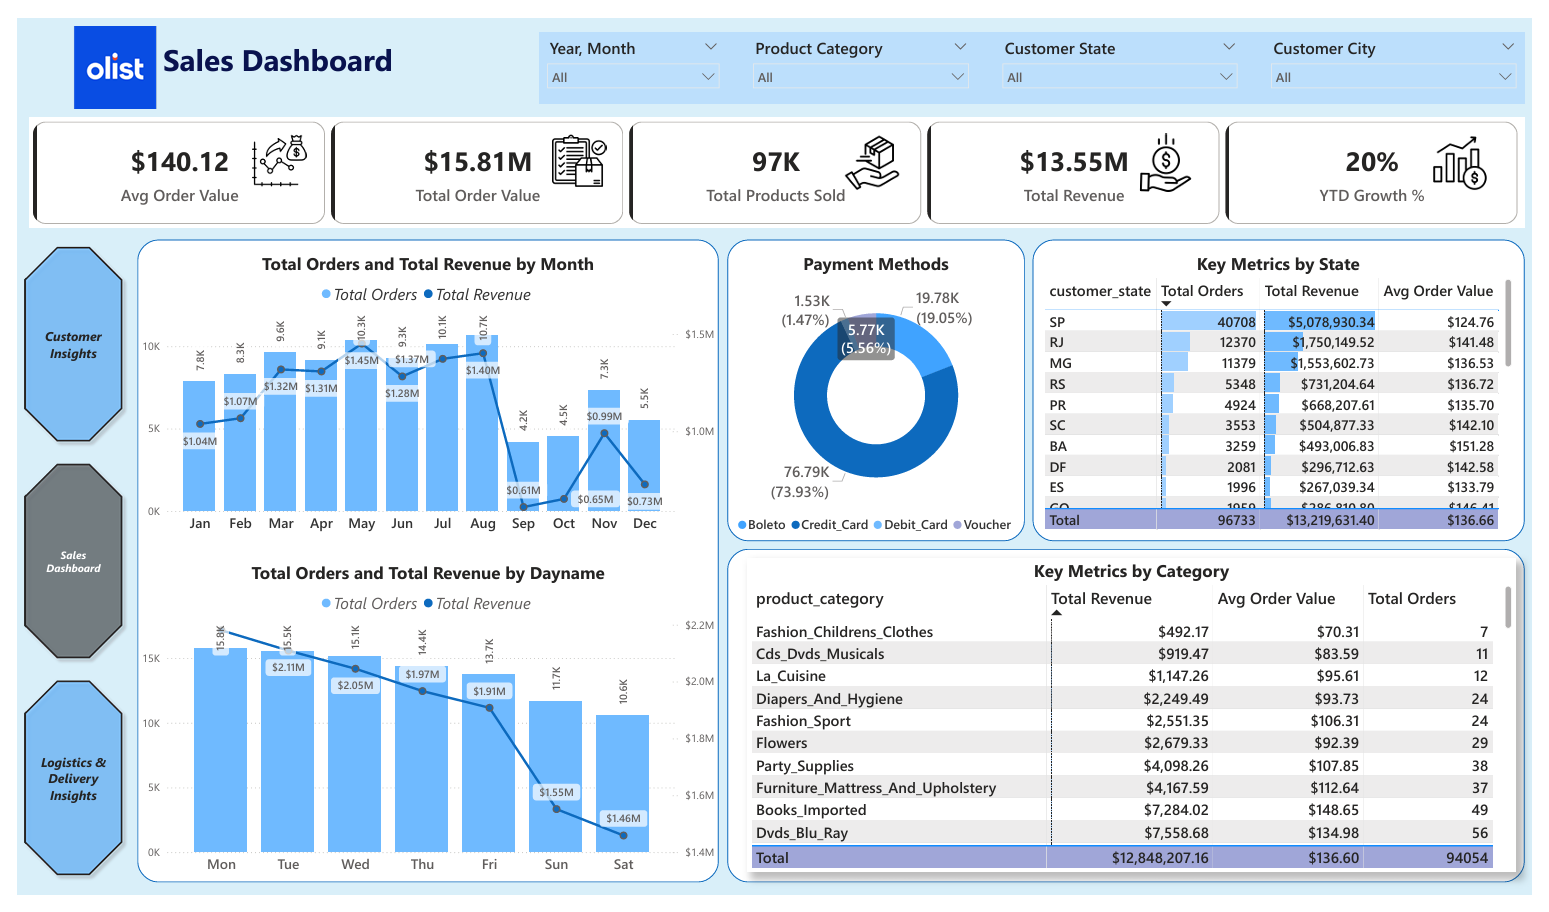 olist
Sales Dashboard
Year, Month
All
Product Category
All
Customer State
All
Customer City
All
$140.12
Avg Order Value
$15.81M
Total Order Value
97K
Total Products Sold
$13.55M
Total Revenue
20%
YTD Growth %
Customer
Insights
Sales
Dashboard
Logistics &
Delivery
Insights
Total Orders and Total Revenue by Month
Total Orders Total Revenue
10K
5K
0K
$1.5M
$1.0M
7.8K
8.3K
9.6K
9.1K
10.3K
9.3K
10.1K
10.7K
4.2K
4.5K
7.3K
5.5K
$1.04M
$1.07M
$1.32M
$1.31M
$1.45M
$1.28M
$1.37M
$1.40M
$0.61M
$0.65M
$0.99M
$0.73M
Jan Feb Mar Apr May Jun Jul Aug Sep Oct Nov Dec
Total Orders and Total Revenue by Dayname
Total Orders Total Revenue
15K
10K
5K
0K
$2.2M
$2.0M
$1.8M
$1.6M
$1.4M
15.8K
15.5K
15.1K
14.4K
13.7K
11.7K
10.6K
$2.11M
$2.05M
$1.97M
$1.91M
$1.55M
$1.46M
Mon Tue Wed Thu Fri Sun Sat
Payment Methods
1.53K
(1.47%)
19.78K
(19.05%)
5.77K
(5.56%)
76.79K
(73.93%)
Boleto Credit_Card Debit_Card Voucher
Key Metrics by State
customer_state Total Orders Total Revenue Avg Order Value
SP 40708 $5,078,930.34 $124.76
RJ 12370 $1,750,149.52 $141.48
MG 11379 $1,553,602.73 $136.53
RS 5348 $731,204.64 $136.72
PR 4924 $668,207.61 $135.70
SC 3553 $504,877.33 $142.10
BA 3259 $493,006.83 $151.28
DF 2081 $296,712.63 $142.58
ES 1996 $267,039.34 $133.79
GO 1959 $286,810.80 $146.41
Total 96733 $13,219,631.40 $136.66
Key Metrics by Category
product_category Total Revenue Avg Order Value Total Orders
Fashion_Childrens_Clothes $492.17 $70.31 7
Cds_Dvds_Musicals $919.47 $83.59 11
La_Cuisine $1,147.26 $95.61 12
Diapers_And_Hygiene $2,249.49 $93.73 24
Fashion_Sport $2,551.35 $106.31 24
Flowers $2,679.33 $92.39 29
Party_Supplies $4,098.26 $107.85 38
Furniture_Mattress_And_Upholstery $4,167.59 $112.64 37
Books_Imported $7,284.02 $148.65 49
Dvds_Blu_Ray $7,558.68 $134.98 56
Total $12,848,207.16 $136.60 94054